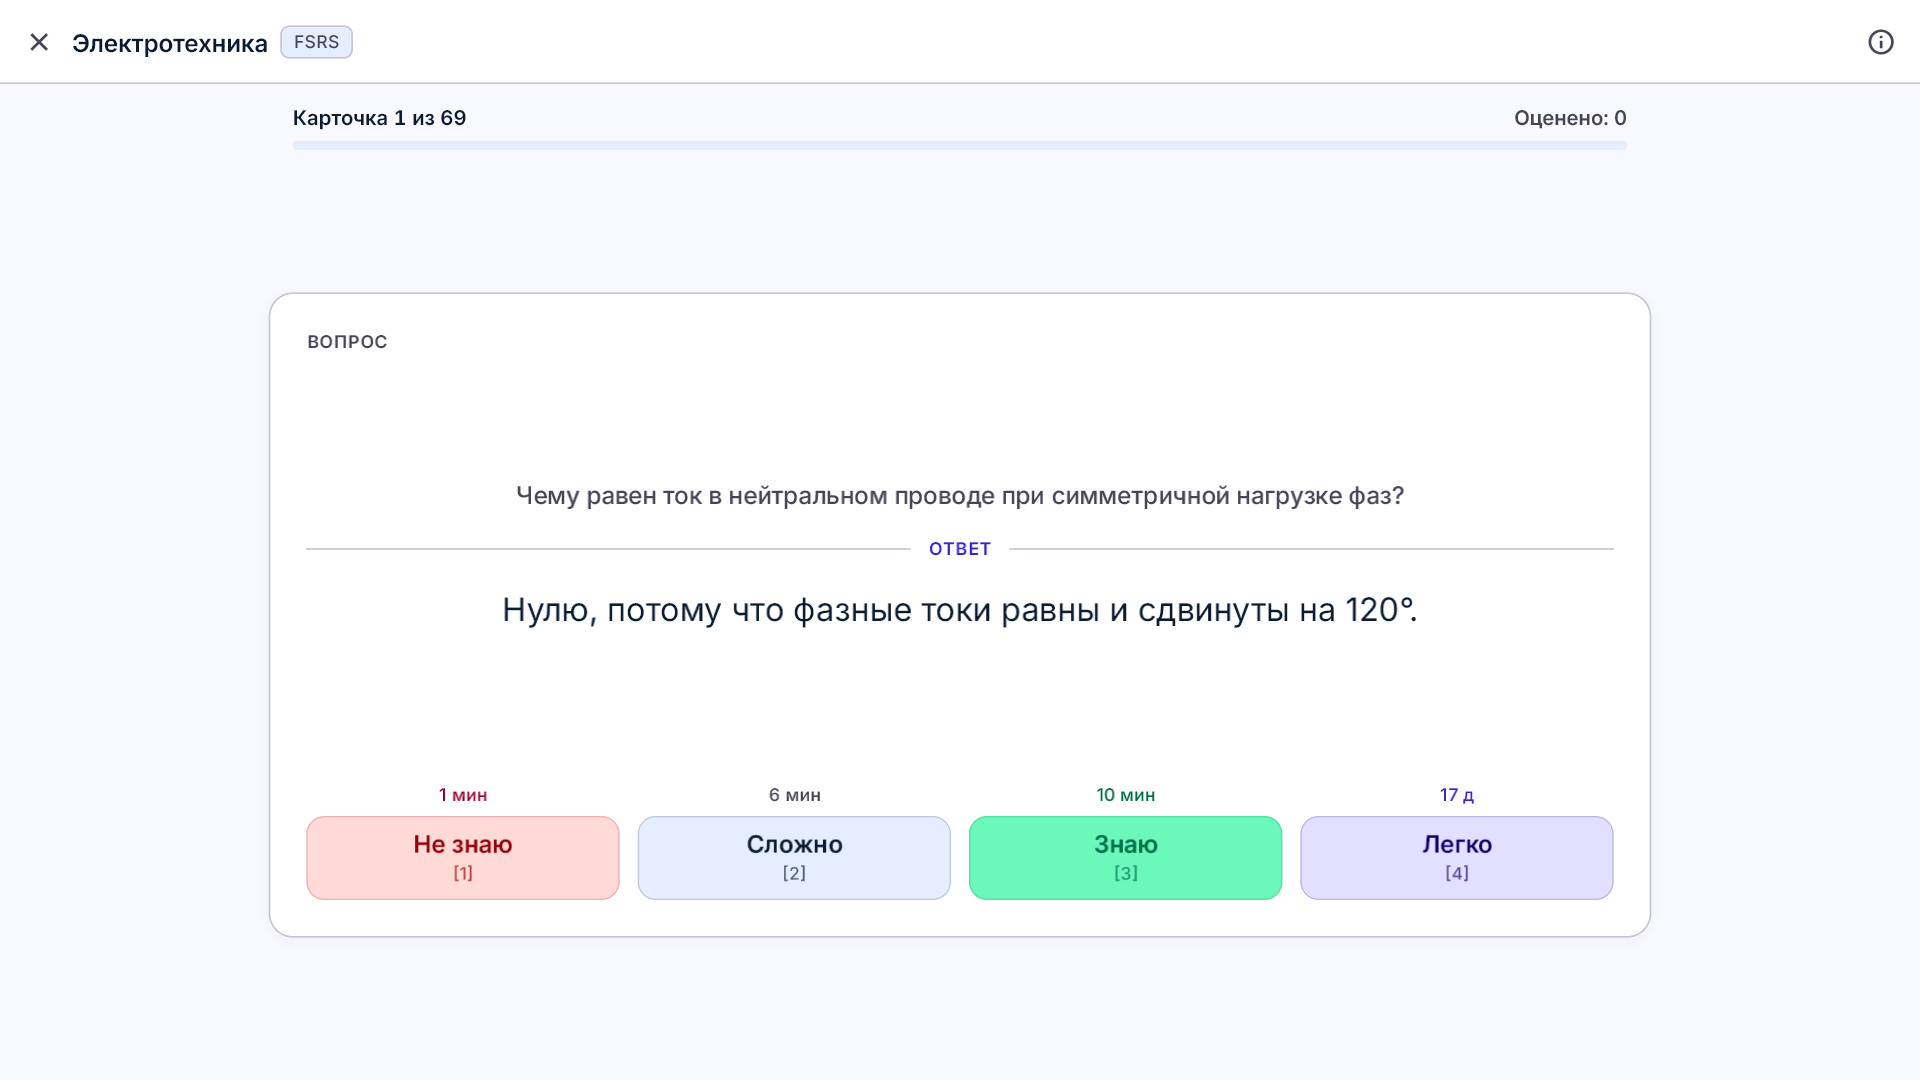 Электротехника FSRS
Карточка 1 из 69
Оценено: 0
ВОПРОС
Чему равен ток в нейтральном проводе при симметричной нагрузке фаз?
ОТВЕТ
Нулю, потому что фазные токи равны и сдвинуты на 120°.
1 мин
Не знаю
[1]
6 мин
Сложно
[2]
10 мин
Знаю
[3]
17 д
Легко
[4]